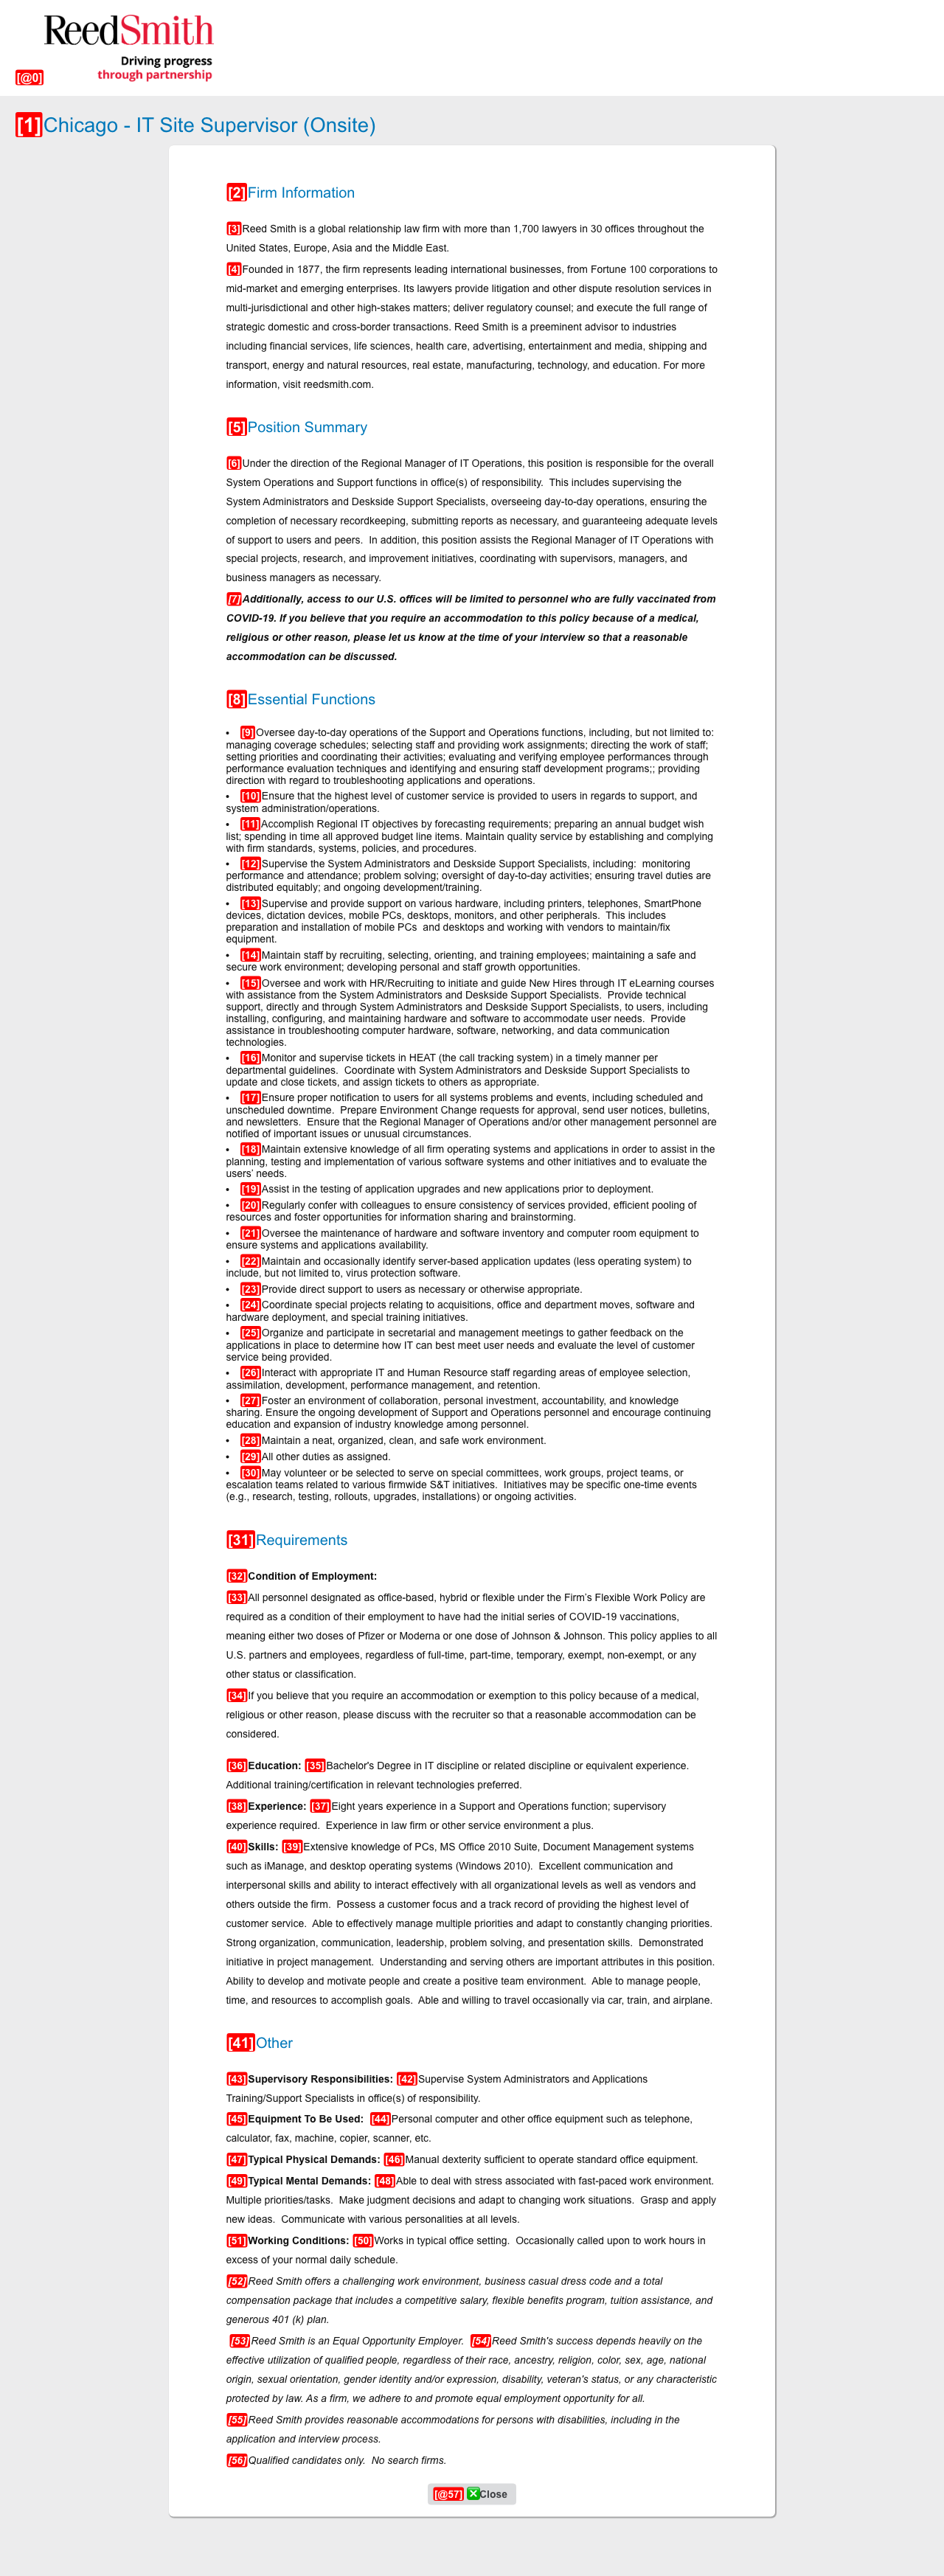 ReedSmith
Driving progress
[@0] through partnership
[1]Chicago - IT Site Supervisor (Onsite)
[2]Firm Information
[3]Reed Smith is a global relationship law firm with more than 1,700 lawyers in 30 offices throughout the
United States, Europe, Asia and the Middle East.
[4]Founded in 1877, the firm represents leading international businesses, from Fortune 100 corporations to
mid-market and emerging enterprises. Its lawyers provide litigation and other dispute resolution services in
multi-jurisdictional and other high-stakes matters; deliver regulatory counsel; and execute the full range of
strategic domestic and cross-border transactions. Reed Smith is a preeminent advisor to industries
including financial services, life sciences, health care, advertising, entertainment and media, shipping and
transport, energy and natural resources, real estate, manufacturing, technology, and education. For more
information, visit reedsmith.com.
[5]Position Summary
[6]Under the direction of the Regional Manager of IT Operations, this position is responsible for the overall
System Operations and Support functions in office(s) of responsibility.  This includes supervising the
System Administrators and Deskside Support Specialists, overseeing day-to-day operations, ensuring the
completion of necessary recordkeeping, submitting reports as necessary, and guaranteeing adequate levels
of support to users and peers.  In addition, this position assists the Regional Manager of IT Operations with
special projects, research, and improvement initiatives, coordinating with supervisors, managers, and
business managers as necessary.
[7]Additionally, access to our U.S. offices will be limited to personnel who are fully vaccinated from
COVID-19. If you believe that you require an accommodation to this policy because of a medical,
religious or other reason, please let us know at the time of your interview so that a reasonable
accommodation can be discussed.
[8]Essential Functions
• [9]Oversee day-to-day operations of the Support and Operations functions, including, but not limited to:
managing coverage schedules; selecting staff and providing work assignments; directing the work of staff;
setting priorities and coordinating their activities; evaluating and verifying employee performances through
performance evaluation techniques and identifying and ensuring staff development programs;; providing
direction with regard to troubleshooting applications and operations.
• [10]Ensure that the highest level of customer service is provided to users in regards to support, and
system administration/operations.
• [11]Accomplish Regional IT objectives by forecasting requirements; preparing an annual budget wish
list; spending in time all approved budget line items. Maintain quality service by establishing and complying
with firm standards, systems, policies, and procedures.
• [12]Supervise the System Administrators and Deskside Support Specialists, including:  monitoring
performance and attendance; problem solving; oversight of day-to-day activities; ensuring travel duties are
distributed equitably; and ongoing development/training.
• [13]Supervise and provide support on various hardware, including printers, telephones, SmartPhone
devices, dictation devices, mobile PCs, desktops, monitors, and other peripherals.  This includes
preparation and installation of mobile PCs  and desktops and working with vendors to maintain/fix
equipment.
• [14]Maintain staff by recruiting, selecting, orienting, and training employees; maintaining a safe and
secure work environment; developing personal and staff growth opportunities.
• [15]Oversee and work with HR/Recruiting to initiate and guide New Hires through IT eLearning courses
with assistance from the System Administrators and Deskside Support Specialists.  Provide technical
support, directly and through System Administrators and Deskside Support Specialists, to users, including
installing, configuring, and maintaining hardware and software to accommodate user needs.  Provide
assistance in troubleshooting computer hardware, software, networking, and data communication
technologies.
• [16]Monitor and supervise tickets in HEAT (the call tracking system) in a timely manner per
departmental guidelines.  Coordinate with System Administrators and Deskside Support Specialists to
update and close tickets, and assign tickets to others as appropriate.
• [17]Ensure proper notification to users for all systems problems and events, including scheduled and
unscheduled downtime.  Prepare Environment Change requests for approval, send user notices, bulletins,
and newsletters.  Ensure that the Regional Manager of Operations and/or other management personnel are
notified of important issues or unusual circumstances.
• [18]Maintain extensive knowledge of all firm operating systems and applications in order to assist in the
planning, testing and implementation of various software systems and other initiatives and to evaluate the
users' needs.
• [19]Assist in the testing of application upgrades and new applications prior to deployment.
• [20]Regularly confer with colleagues to ensure consistency of services provided, efficient pooling of
resources and foster opportunities for information sharing and brainstorming.
• [21]Oversee the maintenance of hardware and software inventory and computer room equipment to
ensure systems and applications availability.
• [22]Maintain and occasionally identify server-based application updates (less operating system) to
include, but not limited to, virus protection software.
• [23]Provide direct support to users as necessary or otherwise appropriate.
• [24]Coordinate special projects relating to acquisitions, office and department moves, software and
hardware deployment, and special training initiatives.
• [25]Organize and participate in secretarial and management meetings to gather feedback on the
applications in place to determine how IT can best meet user needs and evaluate the level of customer
service being provided.
• [26]Interact with appropriate IT and Human Resource staff regarding areas of employee selection,
assimilation, development, performance management, and retention.
• [27]Foster an environment of collaboration, personal investment, accountability, and knowledge
sharing. Ensure the ongoing development of Support and Operations personnel and encourage continuing
education and expansion of industry knowledge among personnel.
• [28]Maintain a neat, organized, clean, and safe work environment.
• [29]All other duties as assigned.
• [30]May volunteer or be selected to serve on special committees, work groups, project teams, or
escalation teams related to various firmwide S&T initiatives.  Initiatives may be specific one-time events
(e.g., research, testing, rollouts, upgrades, installations) or ongoing activities.
[31]Requirements
[32]Condition of Employment:
[33]All personnel designated as office-based, hybrid or flexible under the Firm's Flexible Work Policy are
required as a condition of their employment to have had the initial series of COVID-19 vaccinations,
meaning either two doses of Pfizer or Moderna or one dose of Johnson & Johnson. This policy applies to all
U.S. partners and employees, regardless of full-time, part-time, temporary, exempt, non-exempt, or any
other status or classification.
[34]If you believe that you require an accommodation or exemption to this policy because of a medical,
religious or other reason, please discuss with the recruiter so that a reasonable accommodation can be
considered.
[36]Education: [35]Bachelor's Degree in IT discipline or related discipline or equivalent experience.
Additional training/certification in relevant technologies preferred.
[38]Experience: [37]Eight years experience in a Support and Operations function; supervisory
experience required.  Experience in law firm or other service environment a plus.
[40]Skills: [39]Extensive knowledge of PCs, MS Office 2010 Suite, Document Management systems
such as iManage, and desktop operating systems (Windows 2010).  Excellent communication and
interpersonal skills and ability to interact effectively with all organizational levels as well as vendors and
others outside the firm.  Possess a customer focus and a track record of providing the highest level of
customer service.  Able to effectively manage multiple priorities and adapt to constantly changing priorities.
Strong organization, communication, leadership, problem solving, and presentation skills.  Demonstrated
initiative in project management.  Understanding and serving others are important attributes in this position.
Ability to develop and motivate people and create a positive team environment.  Able to manage people,
time, and resources to accomplish goals.  Able and willing to travel occasionally via car, train, and airplane.
[41]Other
[43]Supervisory Responsibilities: [42]Supervise System Administrators and Applications
Training/Support Specialists in office(s) of responsibility.
[45]Equipment To Be Used:  [44]Personal computer and other office equipment such as telephone,
calculator, fax, machine, copier, scanner, etc.
[47]Typical Physical Demands: [46]Manual dexterity sufficient to operate standard office equipment.
[49]Typical Mental Demands: [48]Able to deal with stress associated with fast-paced work environment.
Multiple priorities/tasks.  Make judgment decisions and adapt to changing work situations.  Grasp and apply
new ideas.  Communicate with various personalities at all levels.
[51]Working Conditions: [50]Works in typical office setting.  Occasionally called upon to work hours in
excess of your normal daily schedule.
[52]Reed Smith offers a challenging work environment, business casual dress code and a total
compensation package that includes a competitive salary, flexible benefits program, tuition assistance, and
generous 401 (k) plan.
[53]Reed Smith is an Equal Opportunity Employer.  [54]Reed Smith's success depends heavily on the
effective utilization of qualified people, regardless of their race, ancestry, religion, color, sex, age, national
origin, sexual orientation, gender identity and/or expression, disability, veteran's status, or any characteristic
protected by law. As a firm, we adhere to and promote equal employment opportunity for all.
[55]Reed Smith provides reasonable accommodations for persons with disabilities, including in the
application and interview process.
[56]Qualified candidates only.  No search firms.
[@57] Close